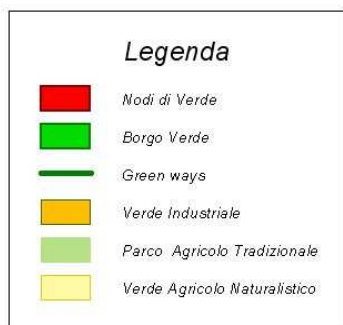 Legenda
Nodi di Verde
Borgo Verde
Green ways
Verde Industriale
Parco Agricolo Tradizionale
Verde Agricolo Naturalistico